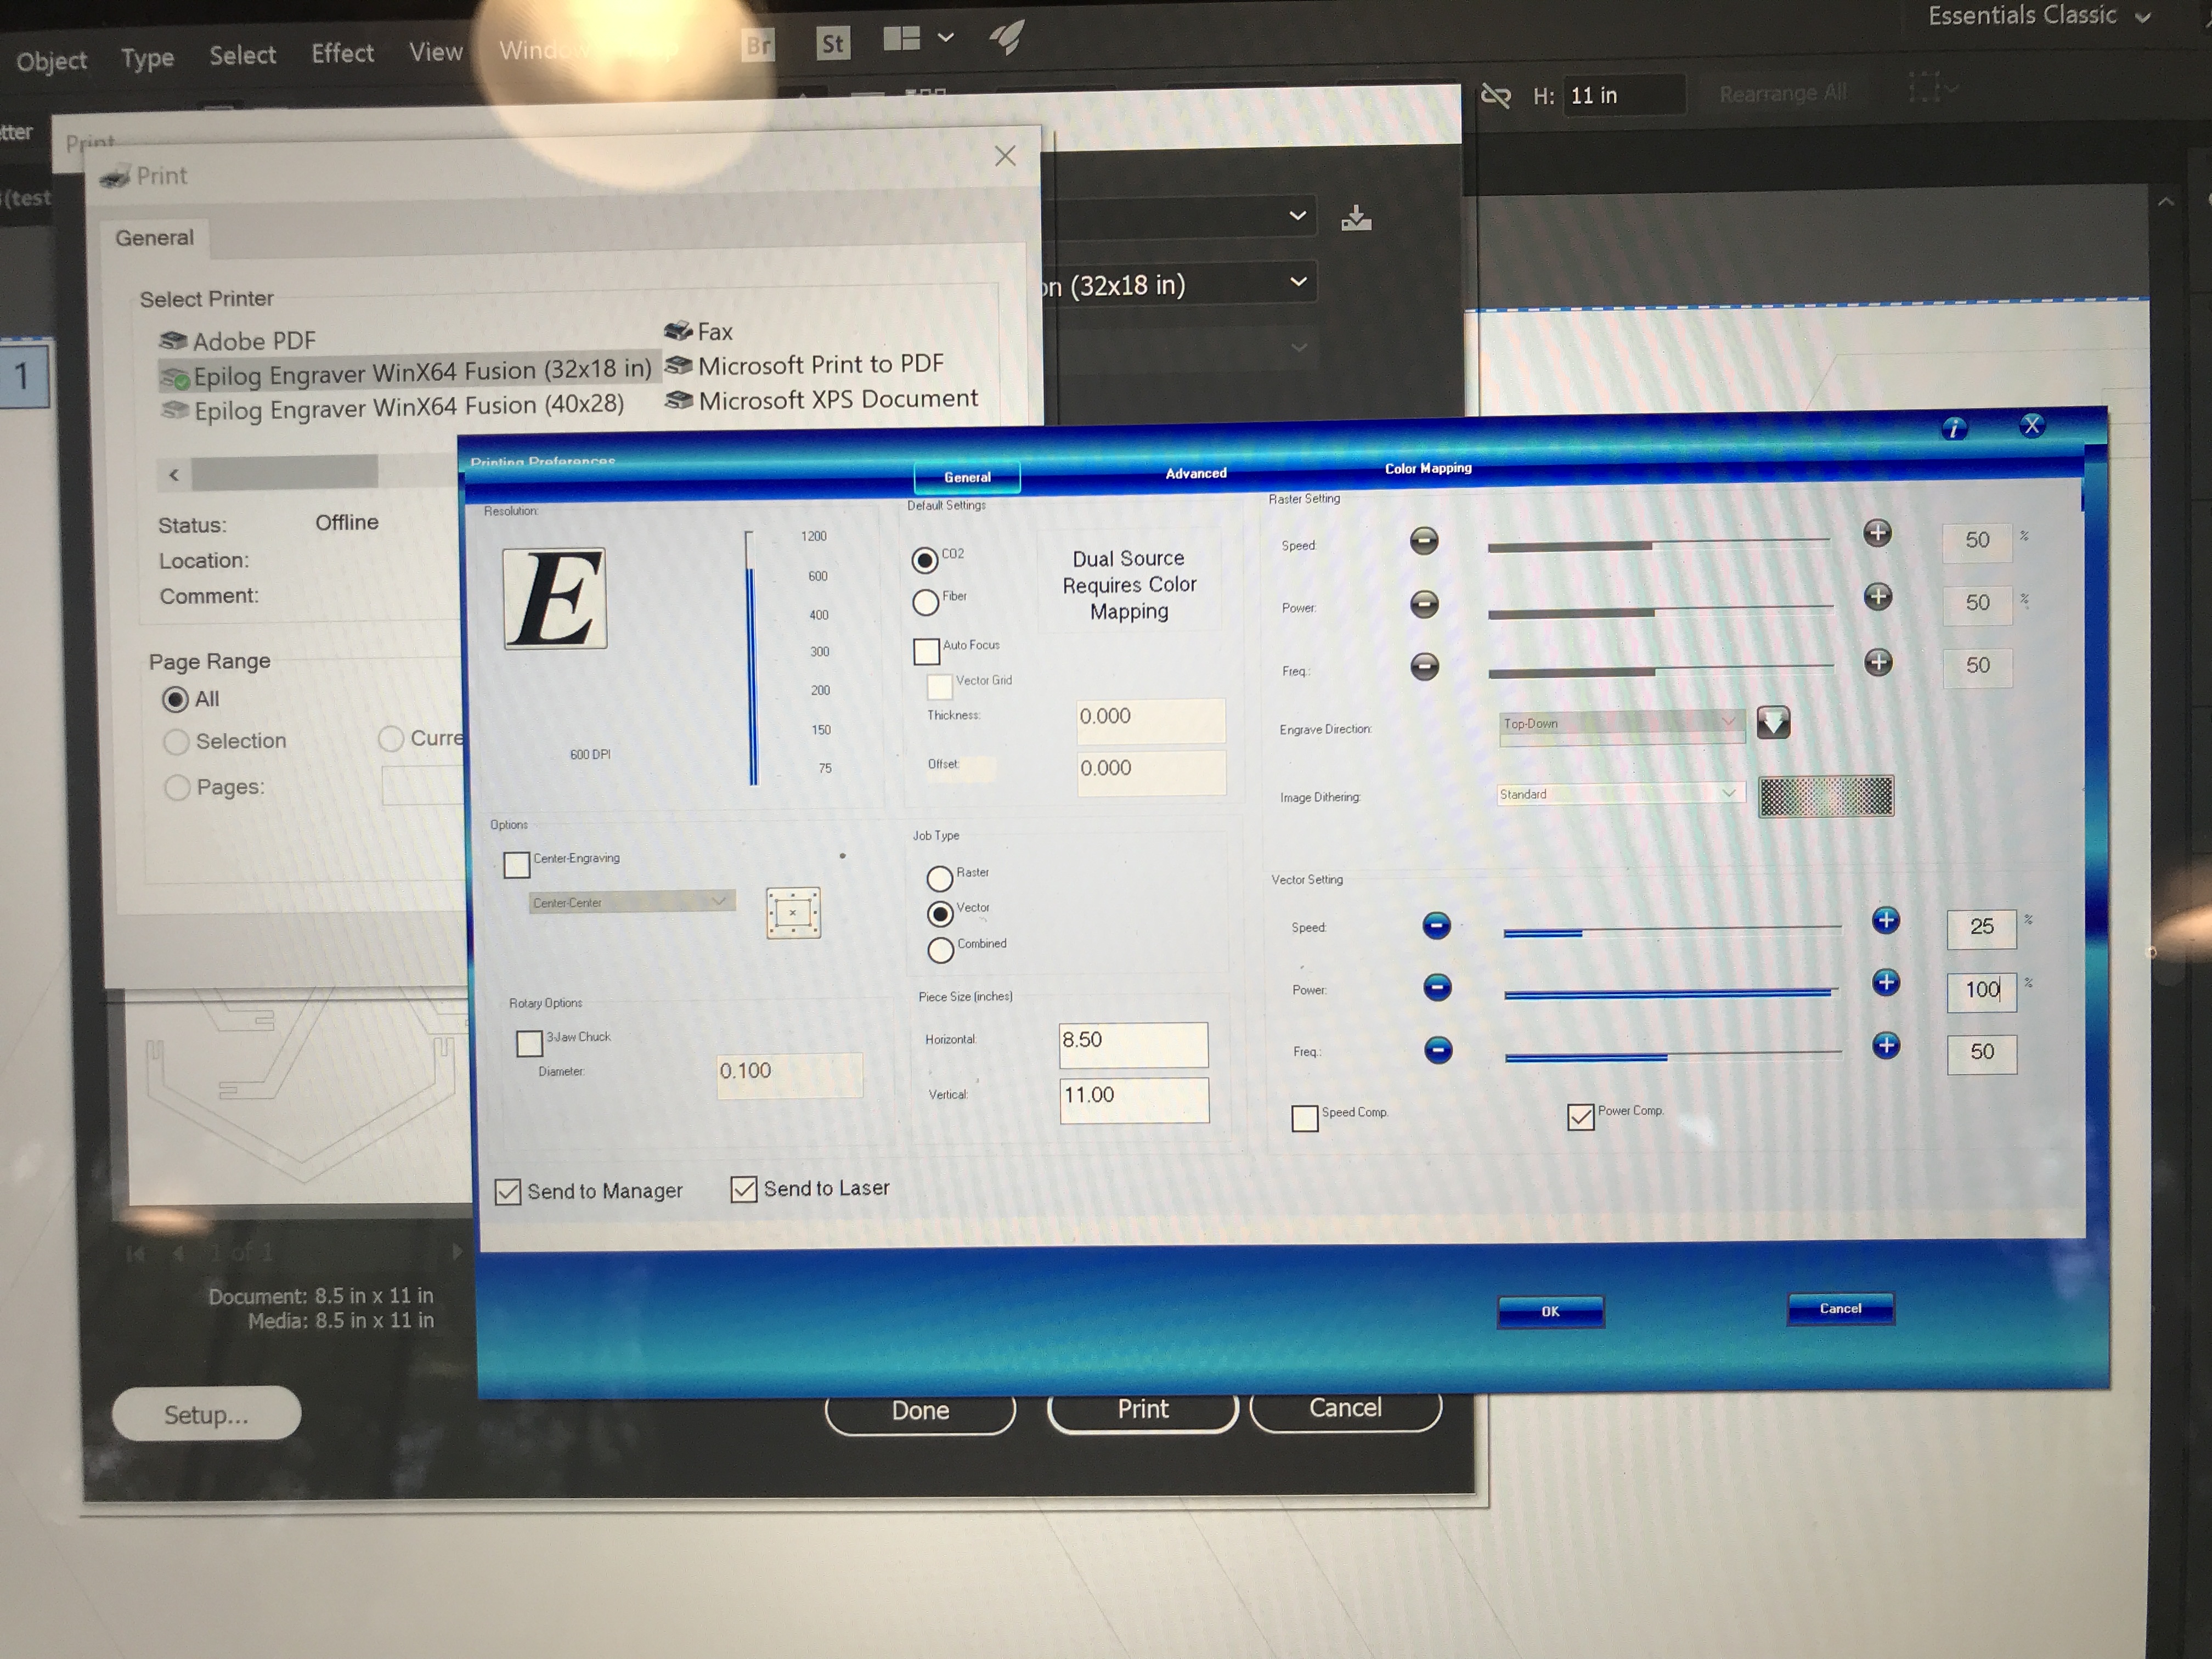 Essentials Classic
Object Type Select Effect View Window Br St
H: 11 in Rearrange All
tter
Print
Print
(test
General
Select Printer
Adobe PDF
Epilog Engraver WinX64 Fusion (32x18 in)
Epilog Engraver WinX64 Fusion (40x28)
Fax
Microsoft Print to PDF
Microsoft XPS Document
on (32x18 in)
1
Status: Offline
Location:
Comment:
Page Range
All
Selection Curre
Pages:
Printing Preferences
General Advanced Color Mapping
i X
Resolution:
E
1200
600
400
300
200
150
75
600 DPI
Default Settings
CO2
Fiber
Dual Source
Requires Color
Mapping
Auto Focus
Vector Grid
Thickness: 0.000
Offset: 0.000
Raster Setting
Speed: 50 %
Power: 50 %
Freq.: 50
Engrave Direction: Top-Down
Image Dithering: Standard
Options
Center-Engraving
Center-Center
Job Type
Raster
Vector
Combined
Vector Setting
Speed: 25 %
Power: 100 %
Freq.: 50
Speed Comp. Power Comp.
Rotary Options
3-Jaw Chuck
Diameter: 0.100
Piece Size (inches)
Horizontal: 8.50
Vertical: 11.00
Send to Manager Send to Laser
OK Cancel
1 of 1
Document: 8.5 in x 11 in
Media: 8.5 in x 11 in
Setup... Done Print Cancel